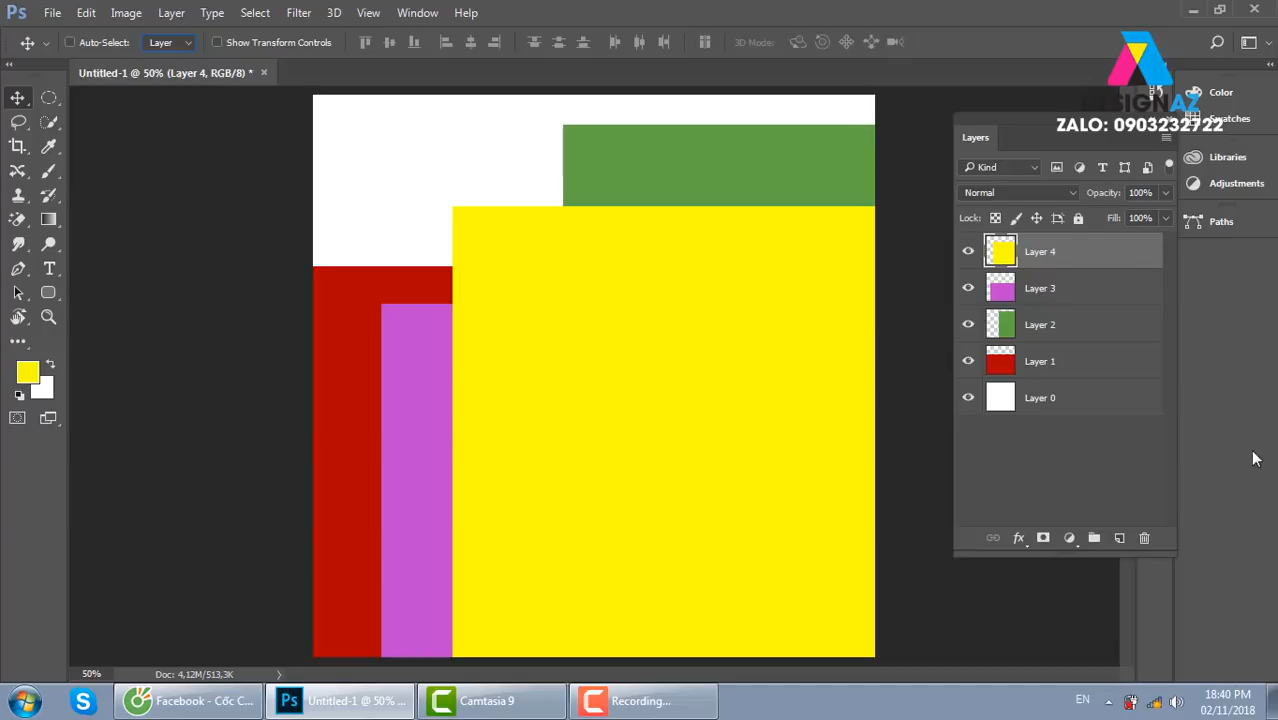 Ps File Edit Image Layer Type Select Filter 3D View Window Help
Auto-Select: Layer Show Transform Controls 3D Mode:
Untitled-1 @ 50% (Layer 4, RGB/8) * ×
ZALO: 0903232722
Color
Swatches
Libraries
Adjustments
Paths
Layers
Kind
Normal Opacity: 100%
Lock: Fill: 100%
Layer 4
Layer 3
Layer 2
Layer 1
Layer 0
fx
50% Doc: 4,12M/513,3K
Facebook - Cốc C... Ps Untitled-1 @ 50% ... Camtasia 9 Recording...
EN 18:40 PM
02/11/2018